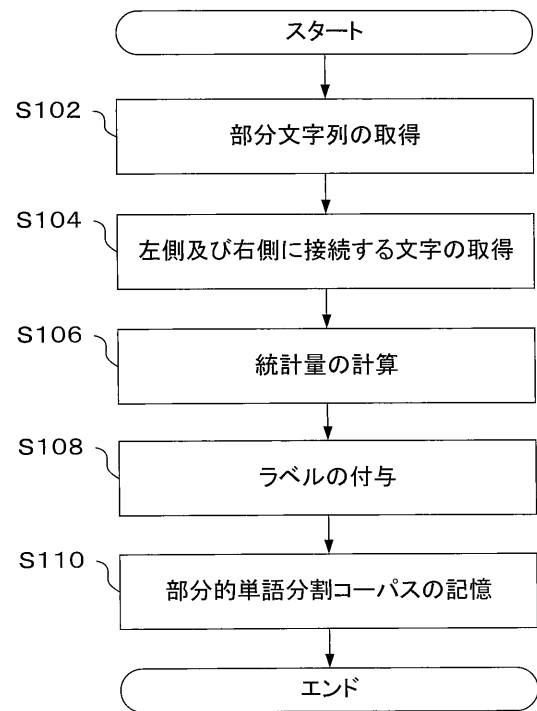 スタート
S102
部分文字列の取得
S104
左側及び右側に接続する文字の取得
S106
統計量の計算
S108
ラベルの付与
S110
部分的単語分割コーパスの記憶
エンド